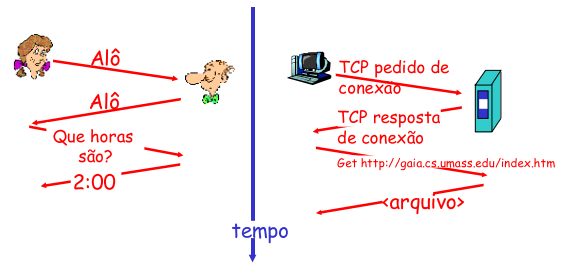 Alô
Alô
Que horas
são?
2:00
TCP pedido de
conexão
TCP resposta
de conexão
Get http://gaia.cs.umass.edu/index.htm
<arquivo>
tempo